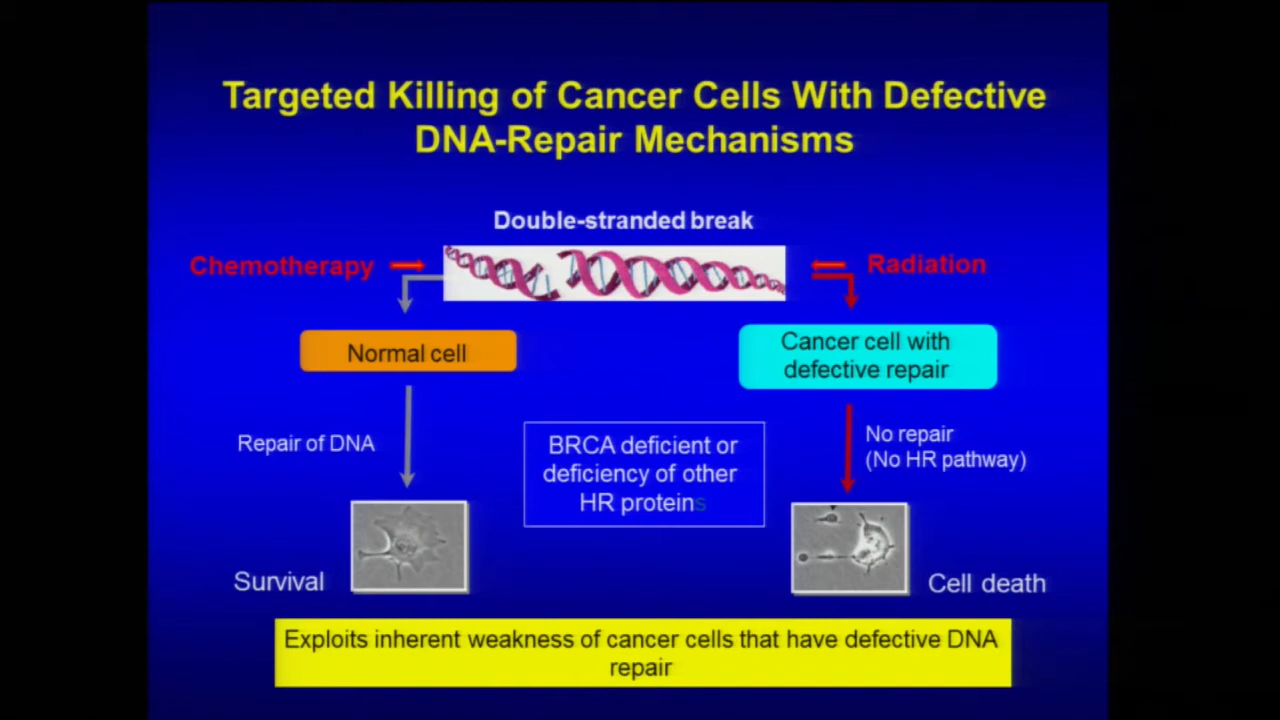 Targeted Killing of Cancer Cells With Defective
DNA-Repair Mechanisms
Double-stranded break
Chemotherapy
Radiation
Normal cell
Cancer cell with
defective repair
Repair of DNA
BRCA deficient or
deficiency of other
HR proteins
No repair
(No HR pathway)
Survival
Cell death
Exploits inherent weakness of cancer cells that have defective DNA
repair